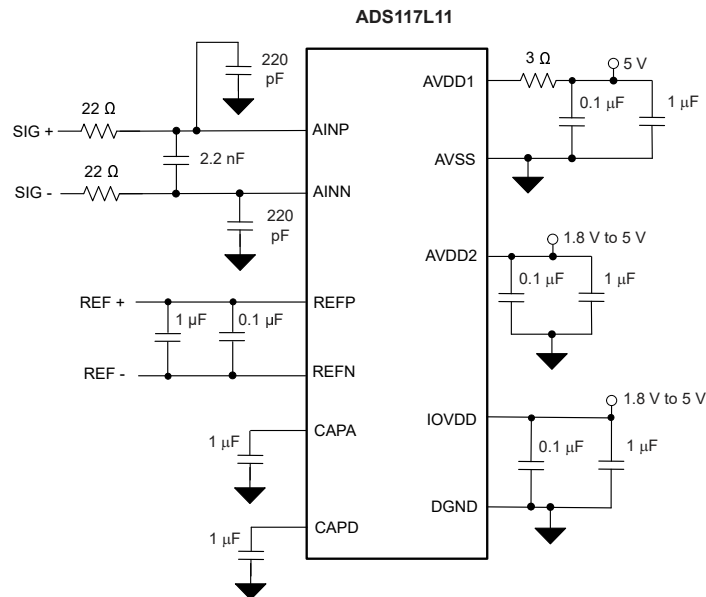 ADS117L11
220
pF
22 Ω
SIG +
AINP
2.2 nF
22 Ω
SIG -
AINN
220
pF
REF +
REFP
1 µF
0.1 µF
REF -
REFN
CAPA
1 µF
CAPD
1 µF
3 Ω
5 V
AVDD1
0.1 µF
1 µF
AVSS
1.8 V to 5 V
AVDD2
0.1 µF
1 µF
1.8 V to 5 V
IOVDD
0.1 µF
1 µF
DGND